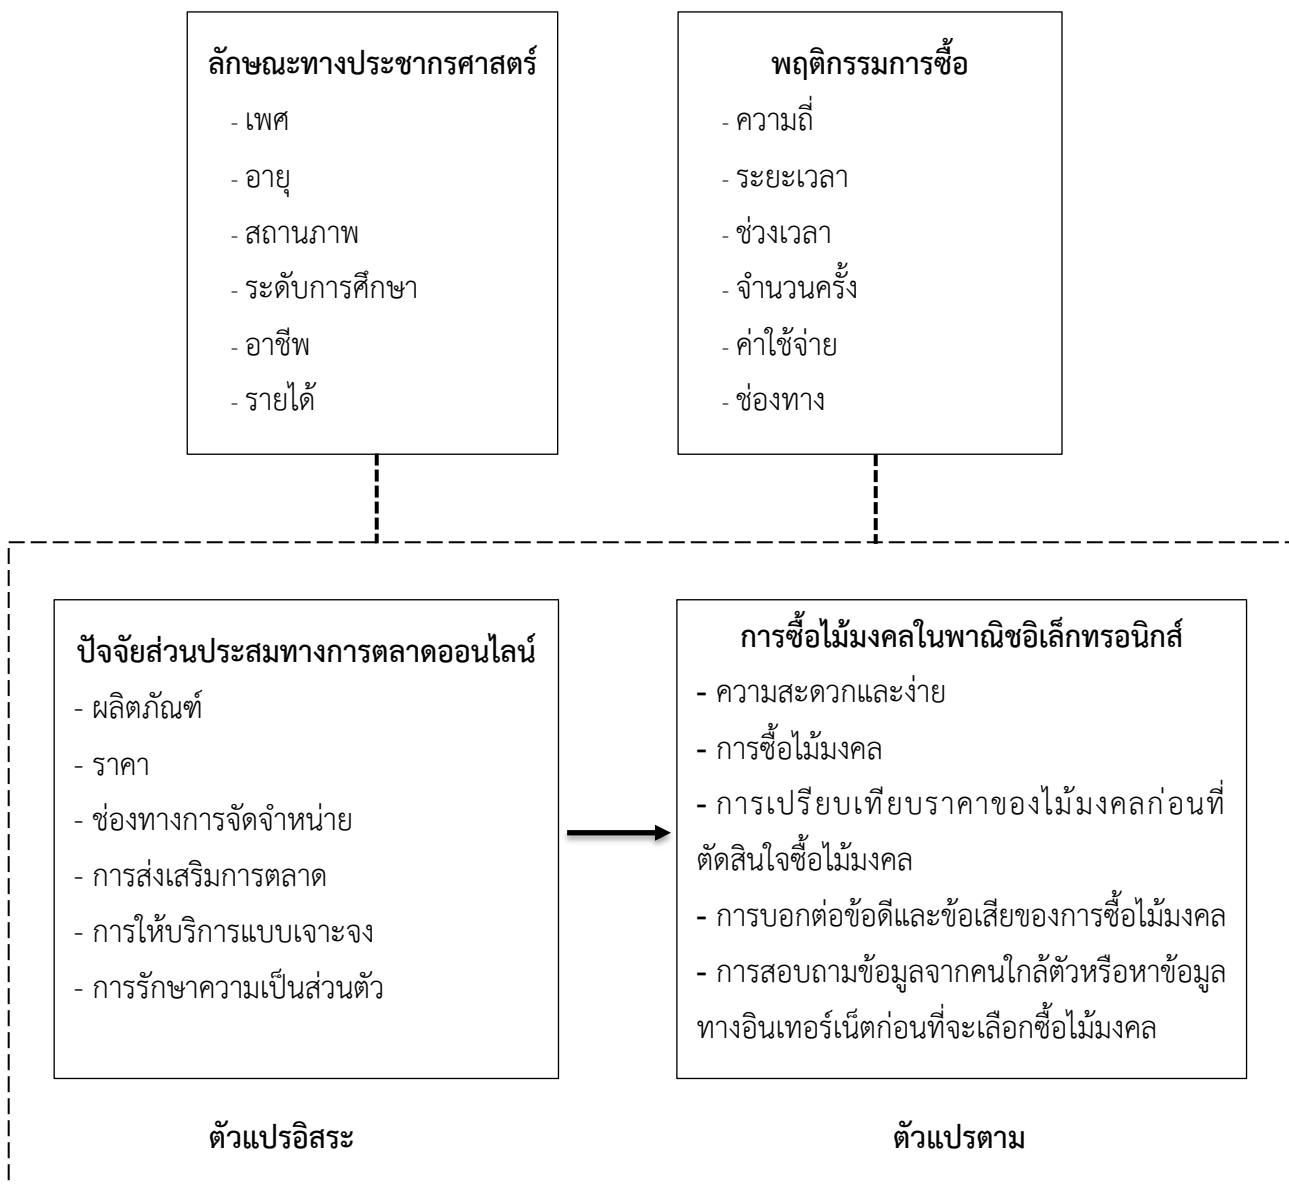 ลักษณะทางประชากรศาสตร์
- เพศ
- อายุ
- สถานภาพ
- ระดับการศึกษา
- อาชีพ
- รายได้
พฤติกรรมการซื้อ
- ความถี่
- ระยะเวลา
- ช่วงเวลา
- จำนวนครั้ง
- ค่าใช้จ่าย
- ช่องทาง
ปัจจัยส่วนประสมทางการตลาดออนไลน์
- ผลิตภัณฑ์
- ราคา
- ช่องทางการจัดจำหน่าย
- การส่งเสริมการตลาด
- การให้บริการแบบเจาะจง
- การรักษาความเป็นส่วนตัว
การซื้อไม้มงคลในพาณิชอิเล็กทรอนิกส์
- ความสะดวกและง่าย
- การซื้อไม้มงคล
- การเปรียบเทียบราคาของไม้มงคลก่อนที่
ตัดสินใจซื้อไม้มงคล
- การบอกต่อข้อดีและข้อเสียของการซื้อไม้มงคล
- การสอบถามข้อมูลจากคนใกล้ตัวหรือหาข้อมูล
ทางอินเทอร์เน็ตก่อนที่จะเลือกซื้อไม้มงคล
ตัวแปรอิสระ
ตัวแปรตาม